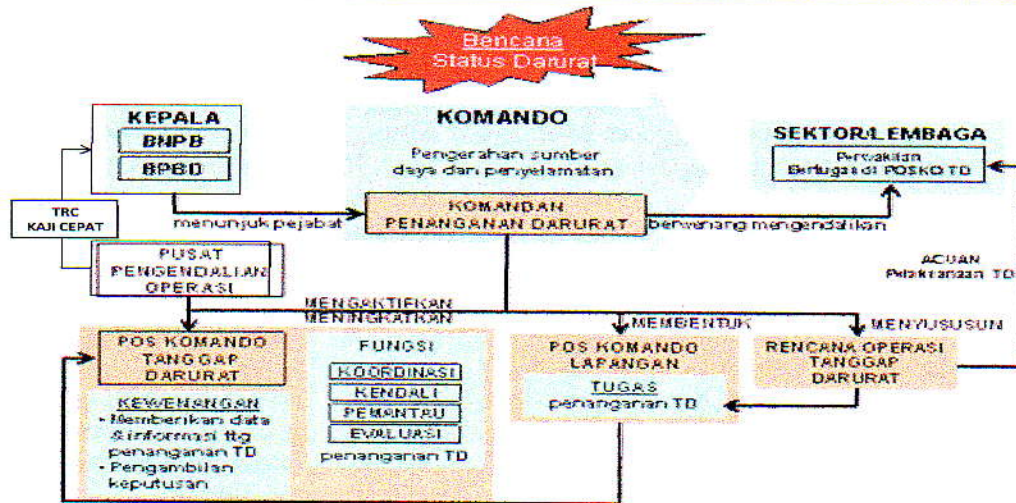 Bencana
Status Darurat
KEPALA
BNPB
BPBD
KOMANDO
Pengerahan sumber
daya dan penyelamatan
SEKTOR/LEMBAGA
Perwakilan
Bertugas di POSKO TD
TRC
KAJI CEPAT
menunjuk pejabat
KOMANDAN
PENANGANAN DARURAT
berwenang mengendalikan
PUSAT
PENGENDALIAN
OPERASI
ACUAN
Pelaksanaan TD
MENGAKTIFKAN
MENINGKATKAN
MEMBENTUK
MENYUSUSUN
POS KOMANDO
TANGGAP
DARURAT
FUNGSI
KOORDINASI
KENDALI
PEMANTAU
EVALUASI
penanganan TD
POS KOMANDO
LAPANGAN
TUGAS
penanganan TD
RENCANA OPERASI
TANGGAP
DARURAT
KEWENANGAN
- Memberikan data
& informasi ttg
penanganan TD
- Pengambilan
keputusan